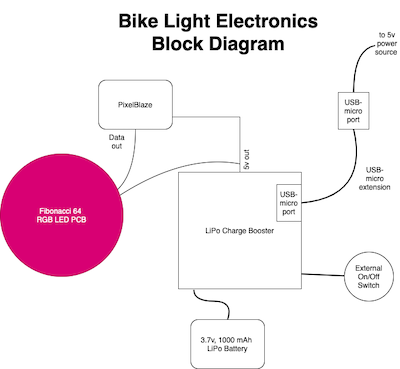 Bike Light Electronics
Block Diagram
to 5v
power
source
PixelBlaze
USB-
micro
port
Data
out
5v out
USB-
micro
extension
Fibonacci 64
RGB LED PCB
USB-
micro
port
LiPo Charge Booster
External
On/Off
Switch
3.7v, 1000 mAh
LiPo Battery